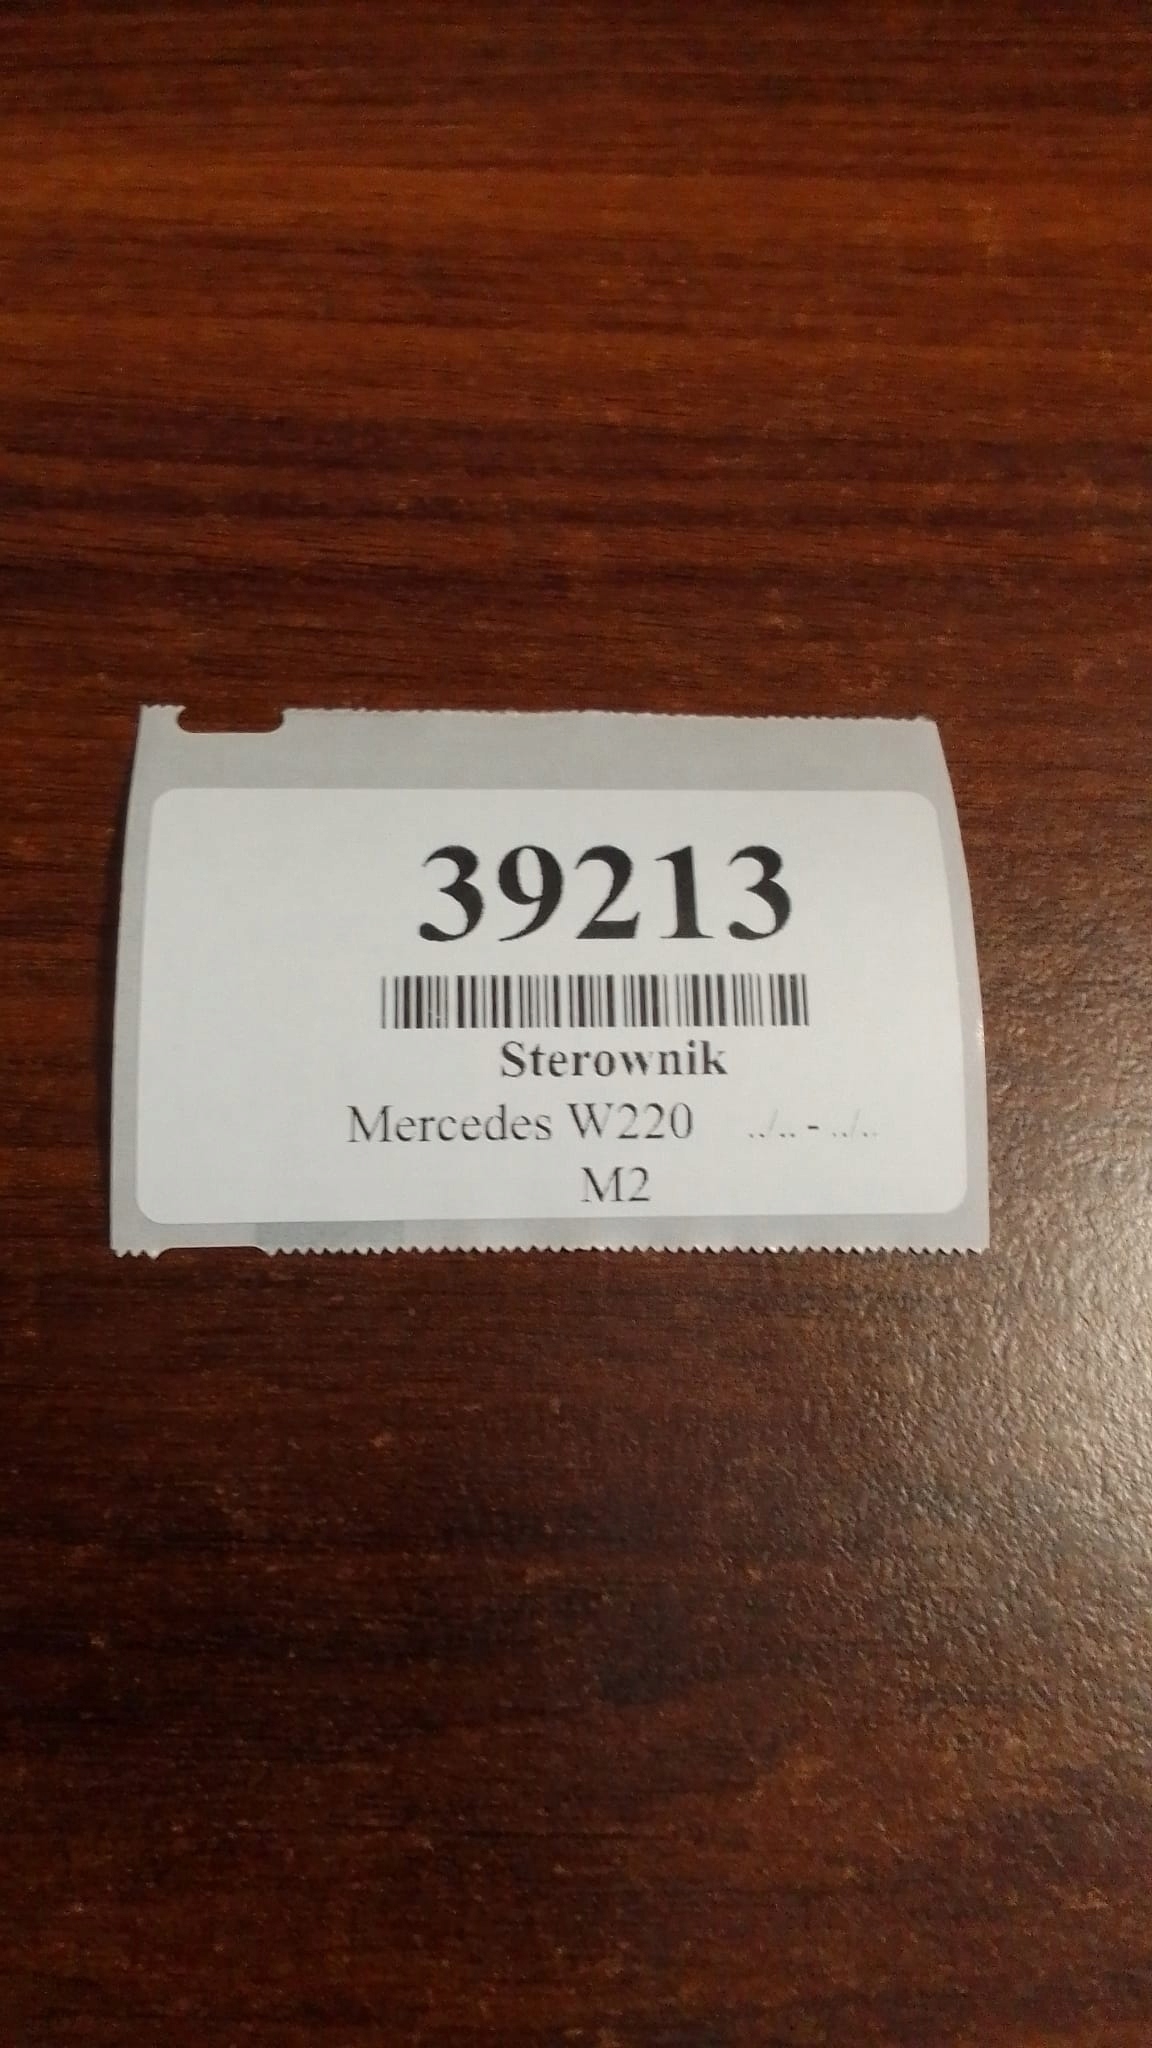 39213
Sterownik
Mercedes W220 ../.. - ../..
M2